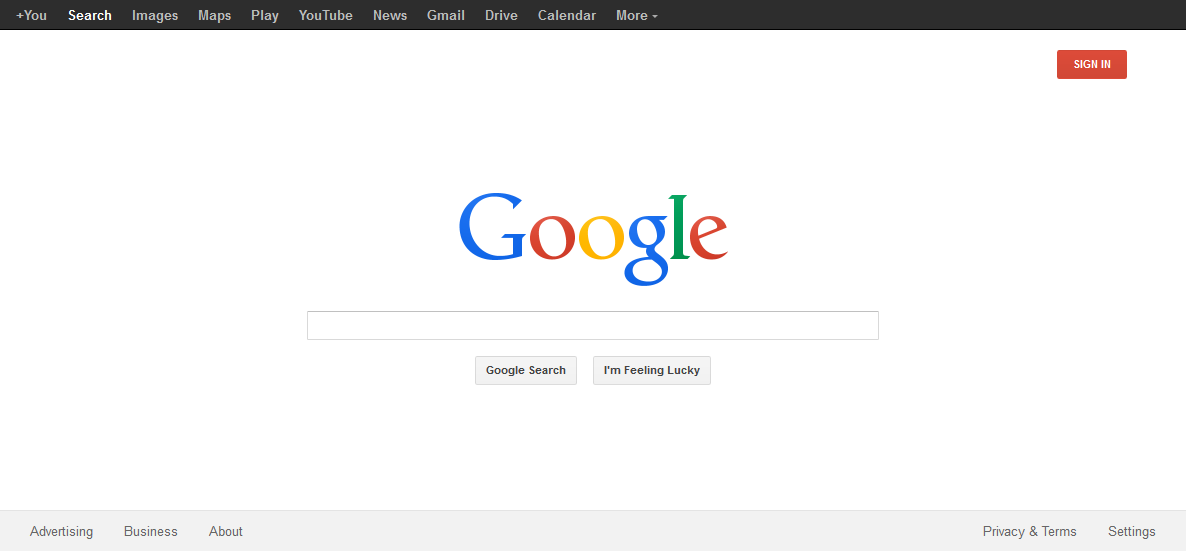 +You Search Images Maps Play YouTube News Gmail Drive Calendar More
SIGN IN
Google
Google Search I'm Feeling Lucky
Advertising Business About Privacy & Terms Settings